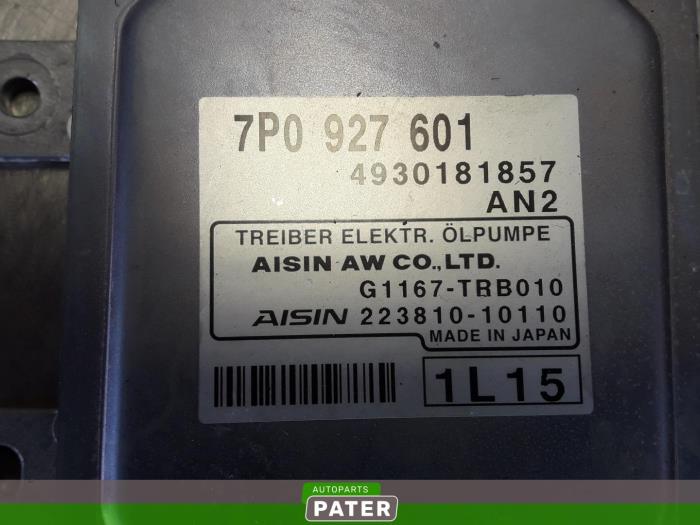 7P0 927 601
4930181857
AN2
TREIBER ELEKTR. ÖLPUMPE
AISIN AW CO.,LTD.
G1167-TRB010
AISIN 223810-10110
MADE IN JAPAN
1L15
AUTOPARTS
PATER